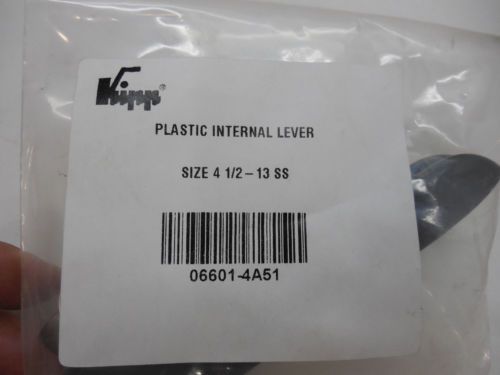 Kipp®
PLASTIC INTERNAL LEVER
SIZE 4 1/2-13 SS
06601-4A51